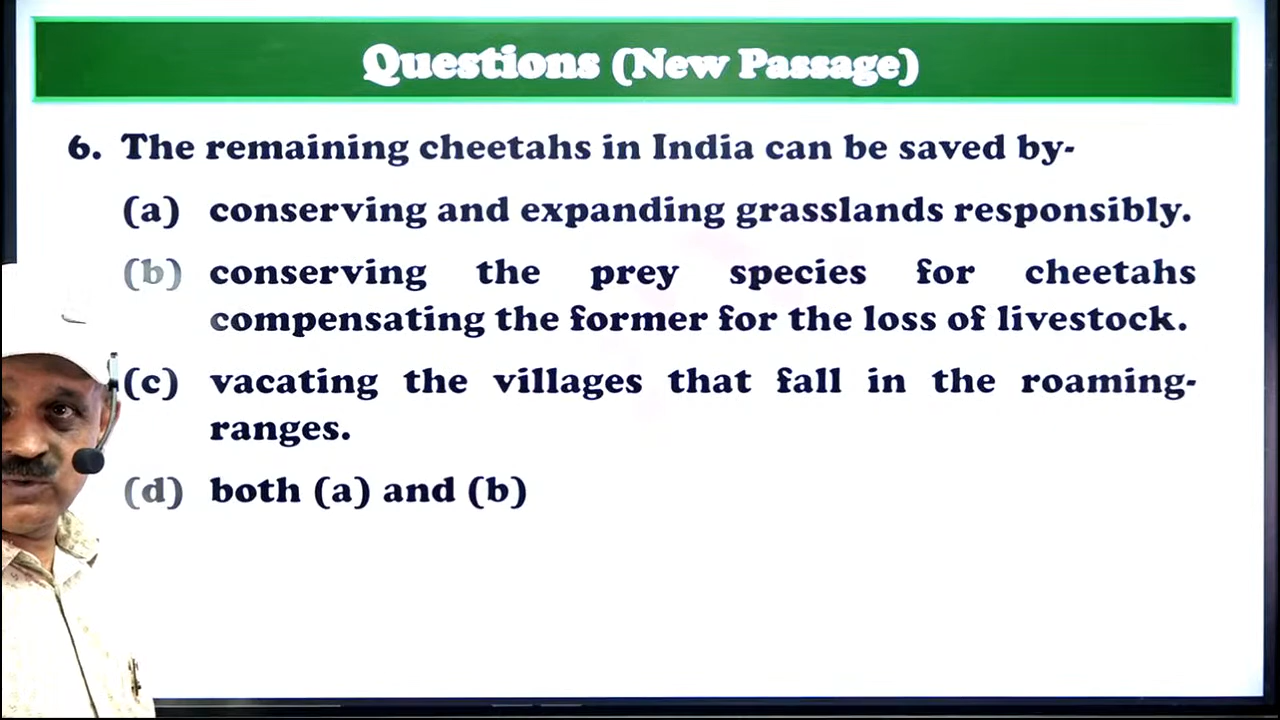 Questions (New Passage)
6. The remaining cheetahs in India can be saved by-
(a) conserving and expanding grasslands responsibly.
(b) conserving the prey species for cheetahs
compensating the former for the loss of livestock.
(c) vacating the villages that fall in the roaming-
ranges.
(d) both (a) and (b)